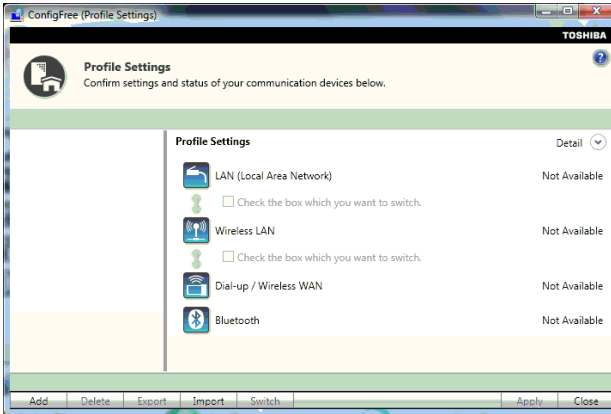 ConfigFree (Profile Settings)
TOSHIBA
Profile Settings
Confirm settings and status of your communication devices below.
Profile Settings
Detail
LAN (Local Area Network)
Not Available
Check the box which you want to switch.
Wireless LAN
Not Available
Check the box which you want to switch.
Dial-up / Wireless WAN
Not Available
Bluetooth
Not Available
Add Delete Export Import Switch Apply Close